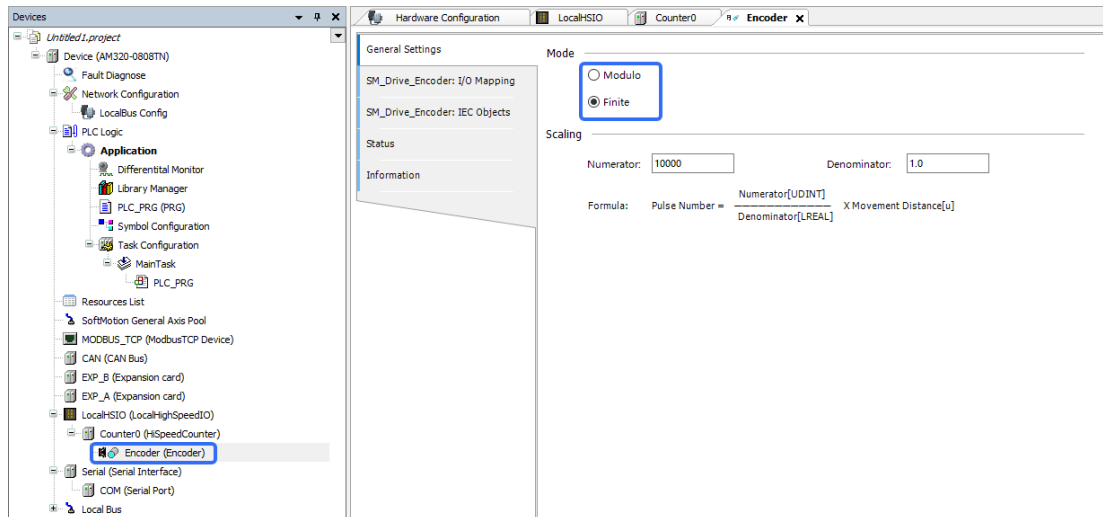 Devices
Untitled1.project
Device (AM320-0808TN)
Fault Diagnose
Network Configuration
LocalBus Config
PLC Logic
Application
Differentital Monitor
Library Manager
PLC_PRG (PRG)
Symbol Configuration
Task Configuration
MainTask
PLC_PRG
Resources List
SoftMotion General Axis Pool
MODBUS_TCP (ModbusTCP Device)
CAN (CAN Bus)
EXP_B (Expansion card)
EXP_A (Expansion card)
LocalHSIO (LocalHighSpeedIO)
Counter0 (HiSpeedCounter)
Encoder (Encoder)
Serial (Serial Interface)
COM (Serial Port)
Local Bus
Hardware Configuration LocalHSIO Counter0 Encoder
General Settings
SM_Drive_Encoder: I/O Mapping
SM_Drive_Encoder: IEC Objects
Status
Information
Mode
Modulo
Finite
Scaling
Numerator: 10000 Denominator: 1.0
Numerator[UDINT]
Formula: Pulse Number = X Movement Distance[u]
Denominator[LREAL]